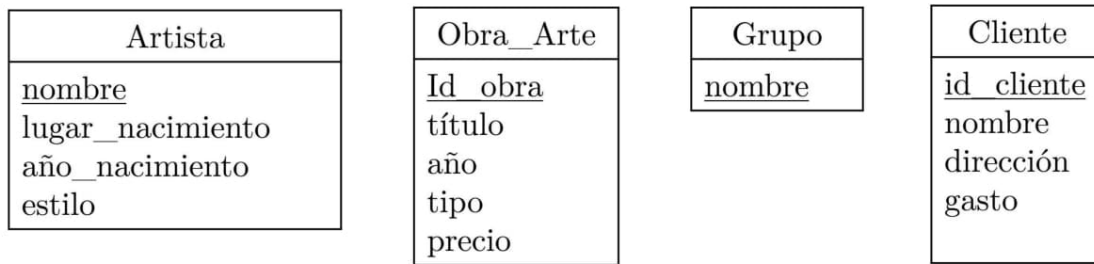 Artista
nombre
lugar_nacimiento
año_nacimiento
estilo
Obra_Arte
Id_obra
título
año
tipo
precio
Grupo
nombre
Cliente
id_cliente
nombre
dirección
gasto